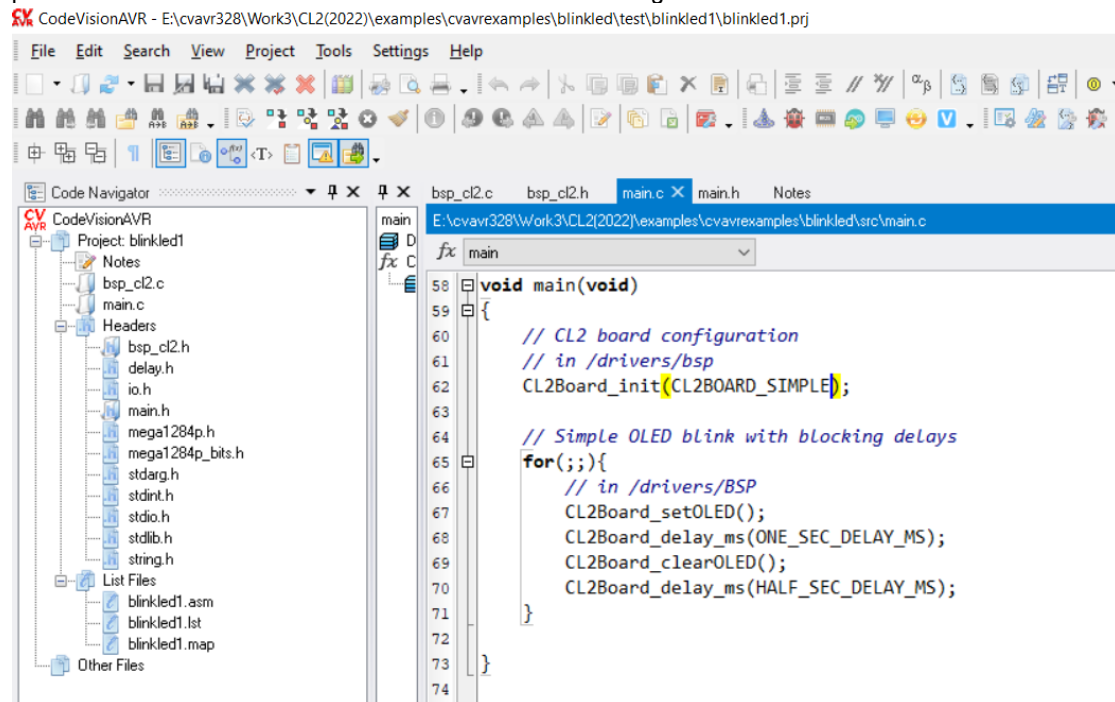 CodeVisionAVR - E:\cvavr328\Work3\CL2(2022)\examples\cvavrexamples\blinkled\test\blinkled1\blinkled1.prj
File Edit Search View Project Tools Settings Help
Code Navigator
bsp_cl2.c bsp_cl2.h main.c main.h Notes
CodeVisionAVR
Project: blinkled1
Notes
bsp_cl2.c
main.c
Headers
bsp_cl2.h
delay.h
io.h
main.h
mega1284p.h
mega1284p_bits.h
stdarg.h
stdint.h
stdio.h
stdlib.h
string.h
List Files
blinkled1.asm
blinkled1.lst
blinkled1.map
Other Files
main
D
fx C
E:\cvavr328\Work3\CL2(2022)\examples\cvavrexamples\blinkled\src\main.c
fx main
58 void main(void)
59 {
60 // CL2 board configuration
61 // in /drivers/bsp
62 CL2Board_init(CL2BOARD_SIMPLE);
63
64 // Simple OLED blink with blocking delays
65 for(;;){
66 // in /drivers/BSP
67 CL2Board_setOLED();
68 CL2Board_delay_ms(ONE_SEC_DELAY_MS);
69 CL2Board_clearOLED();
70 CL2Board_delay_ms(HALF_SEC_DELAY_MS);
71 }
72
73 }
74